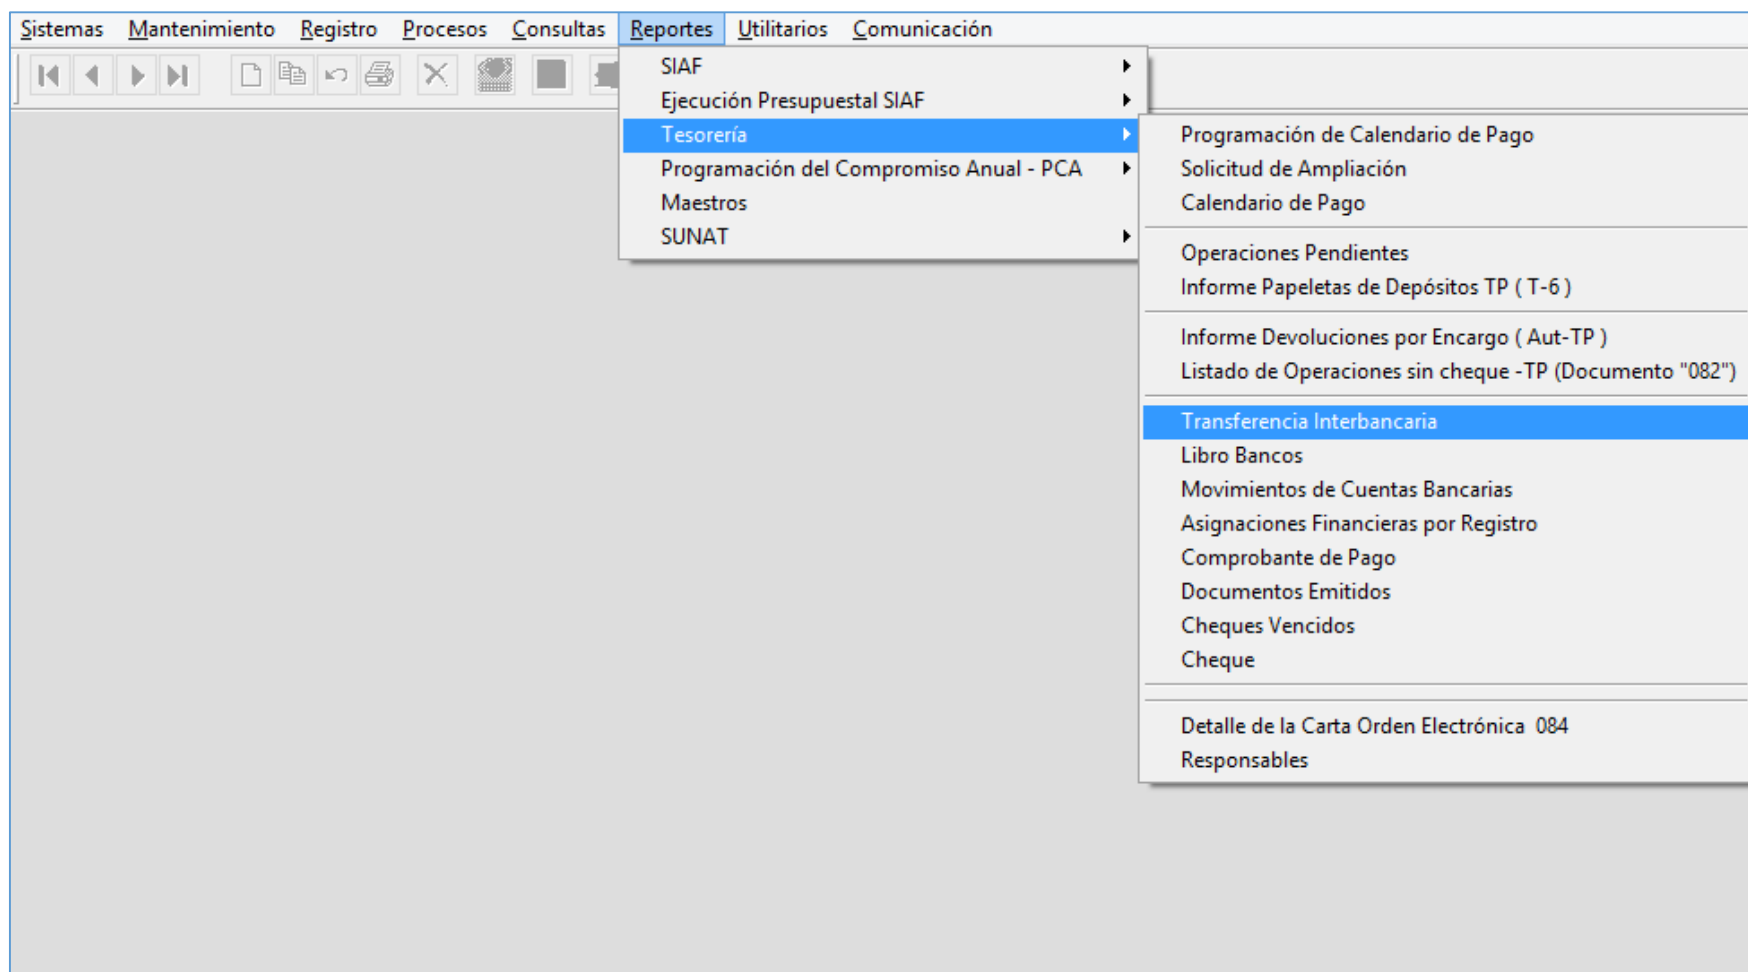 Sistemas Mantenimiento Registro Procesos Consultas Reportes Utilitarios Comunicación
SIAF
Ejecución Presupuestal SIAF
Tesorería
Programación del Compromiso Anual - PCA
Maestros
SUNAT
Programación de Calendario de Pago
Solicitud de Ampliación
Calendario de Pago
Operaciones Pendientes
Informe Papeletas de Depósitos TP ( T-6 )
Informe Devoluciones por Encargo ( Aut-TP )
Listado de Operaciones sin cheque -TP (Documento "082")
Transferencia Interbancaria
Libro Bancos
Movimientos de Cuentas Bancarias
Asignaciones Financieras por Registro
Comprobante de Pago
Documentos Emitidos
Cheques Vencidos
Cheque
Detalle de la Carta Orden Electrónica  084
Responsables